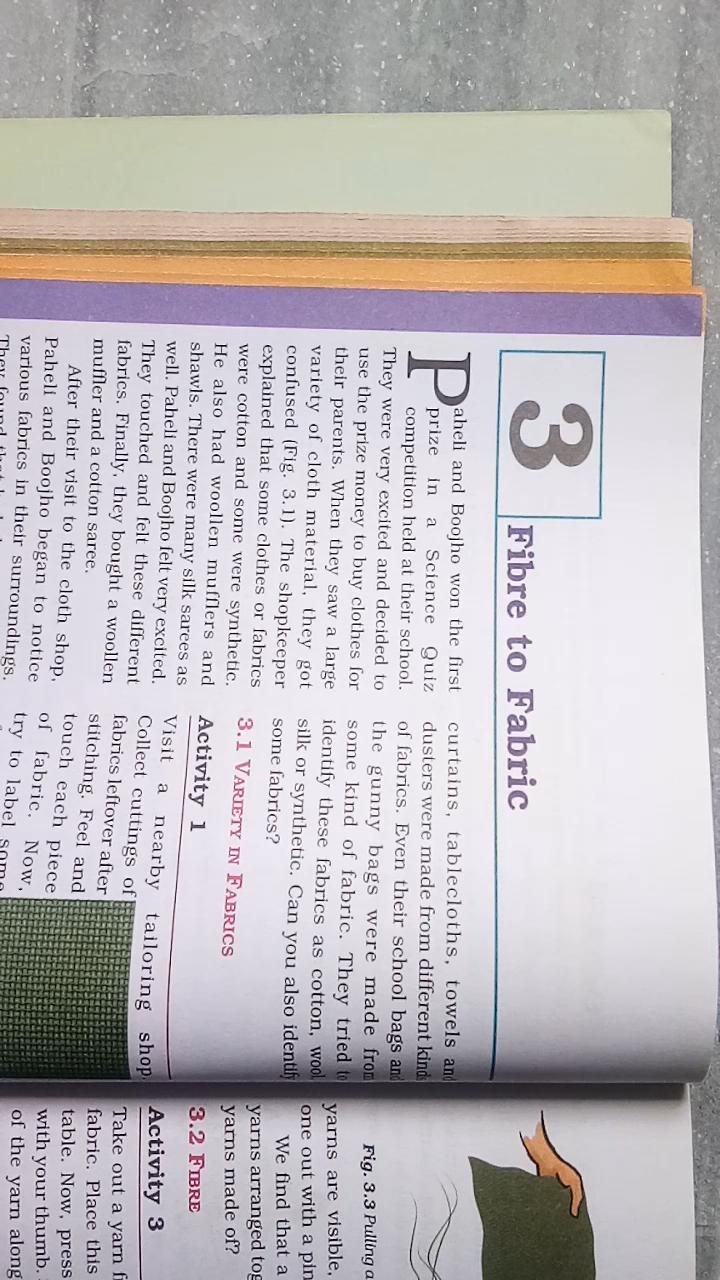 3
Fibre to Fabric
Paheli and Boojho won the first
prize in a Science Quiz
competition held at their school.
They were very excited and decided to
use the prize money to buy clothes for
their parents. When they saw a large
variety of cloth material, they got
confused (Fig. 3.1). The shopkeeper
explained that some clothes or fabrics
were cotton and some were synthetic.
He also had woollen mufflers and
shawls. There were many silk sarees as
well. Paheli and Boojho felt very excited.
They touched and felt these different
fabrics. Finally, they bought a woollen
muffler and a cotton saree.
After their visit to the cloth shop,
Paheli and Boojho began to notice
various fabrics in their surroundings.
They found that
curtains, tablecloths, towels and
dusters were made from different kinds
of fabrics. Even their school bags and
the gunny bags were made from
some kind of fabric. They tried to
identify these fabrics as cotton, wool
silk or synthetic. Can you also identify
some fabrics?
3.1 VARIETY IN FABRICS
Activity 1
Visit a nearby tailoring shop.
Collect cuttings of
fabrics leftover after
stitching. Feel and
touch each piece
of fabric. Now,
try to label some
Fig. 3.3 Pulling a
yarns are visible,
one out with a pin
We find that a
yarns arranged tog
yarns made of?
3.2 FIBRE
Activity 3
Take out a yarn f
fabric. Place this
table. Now, press
with your thumb.
of the yarn along